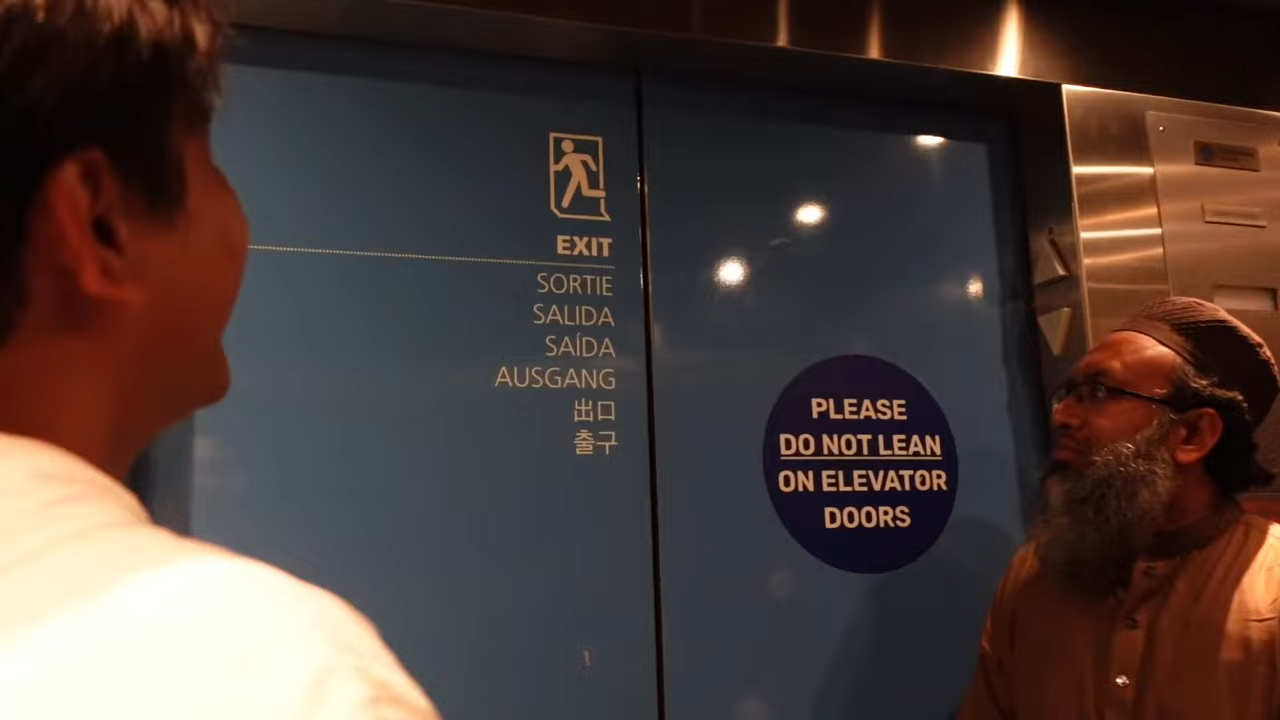 EXIT
SORTIE
SALIDA
SAÍDA
AUSGANG
出口
출구
PLEASE
DO NOT LEAN
ON ELEVATOR
DOORS